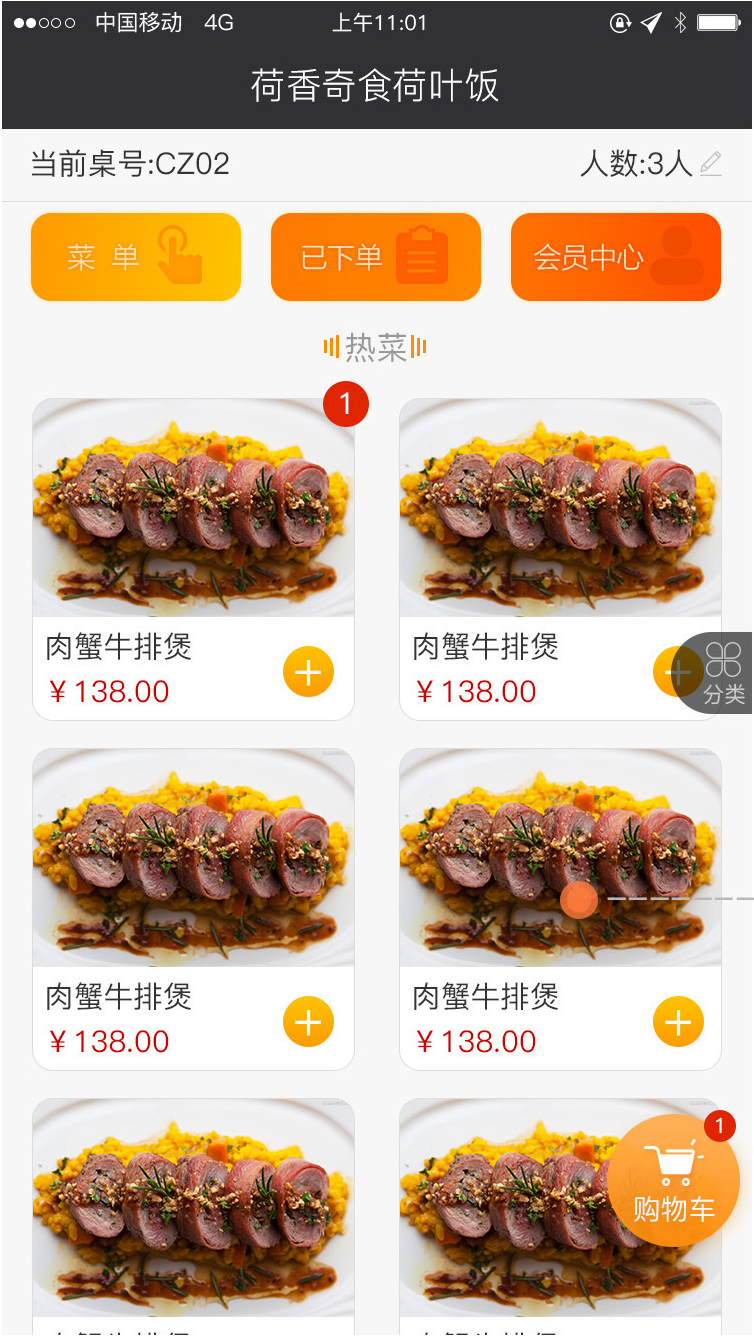 中国移动 4G 上午11:01
荷香奇食荷叶饭
当前桌号:CZ02 人数:3人
菜 单 已下单 会员中心
热菜
1
肉蟹牛排煲 肉蟹牛排煲
¥138.00 ¥138.00
分类
肉蟹牛排煲 肉蟹牛排煲
¥138.00 ¥138.00
1
购物车